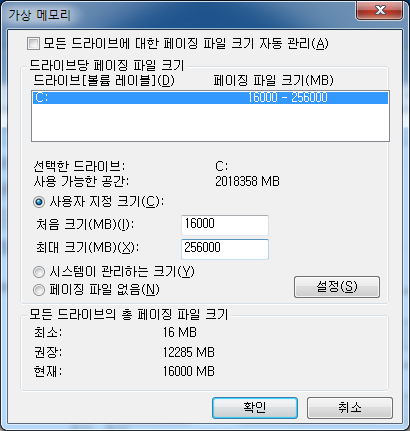 가상 메모리
모든 드라이브에 대한 페이징 파일 크기 자동 관리(A)
드라이브당 페이징 파일 크기
드라이브[볼륨 레이블](D) 페이징 파일 크기(MB)
C: 16000 - 256000
선택한 드라이브: C:
사용 가능한 공간: 2018358 MB
사용자 지정 크기(C):
처음 크기(MB)(I): 16000
최대 크기(MB)(X): 256000
시스템이 관리하는 크기(Y)
페이징 파일 없음(N) 설정(S)
모든 드라이브의 총 페이징 파일 크기
최소: 16 MB
권장: 12285 MB
현재: 16000 MB
확인 취소